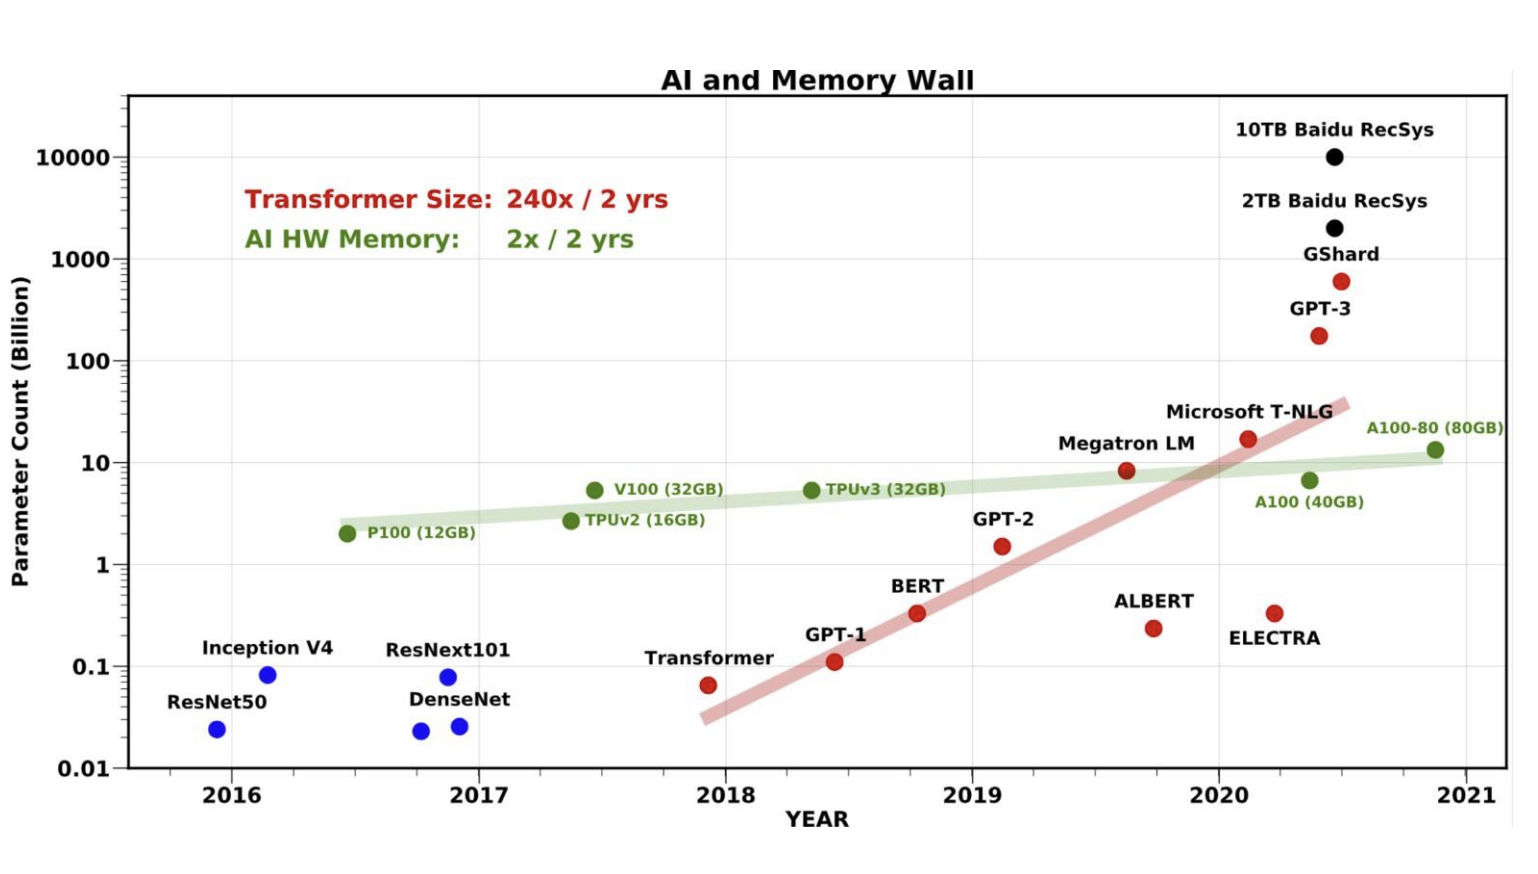 AI and Memory Wall
10TB Baidu RecSys
10000
Transformer Size: 240x / 2 yrs
2TB Baidu RecSys
AI HW Memory: 2x / 2 yrs
1000
GShard
GPT-3
100
Microsoft T-NLG
A100-80 (80GB)
Megatron LM
10
V100 (32GB)
TPUv3 (32GB)
A100 (40GB)
TPUv2 (16GB)
GPT-2
P100 (12GB)
1
BERT
ALBERT
GPT-1
ELECTRA
Inception V4
ResNext101
Transformer
0.1
ResNet50
DenseNet
0.01
Parameter Count (Billion)
2016 2017 2018 2019 2020 2021
YEAR